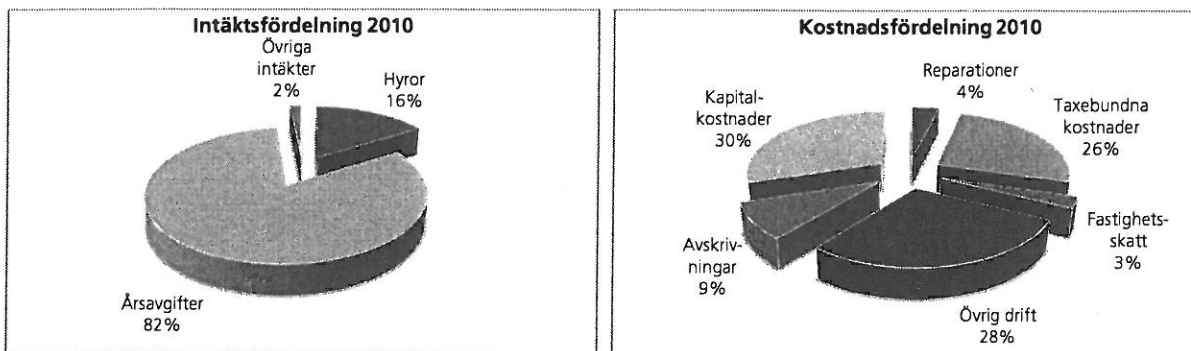 Intäktsfördelning 2010
Övriga
intäkter
2%
Hyror
16%
Årsavgifter
82%
Kostnadsfördelning 2010
Reparationer
4%
Kapital-
kostnader
30%
Taxebundna
kostnader
26%
Fastighets-
skatt
3%
Avskriv-
ningar
9%
Övrig drift
28%